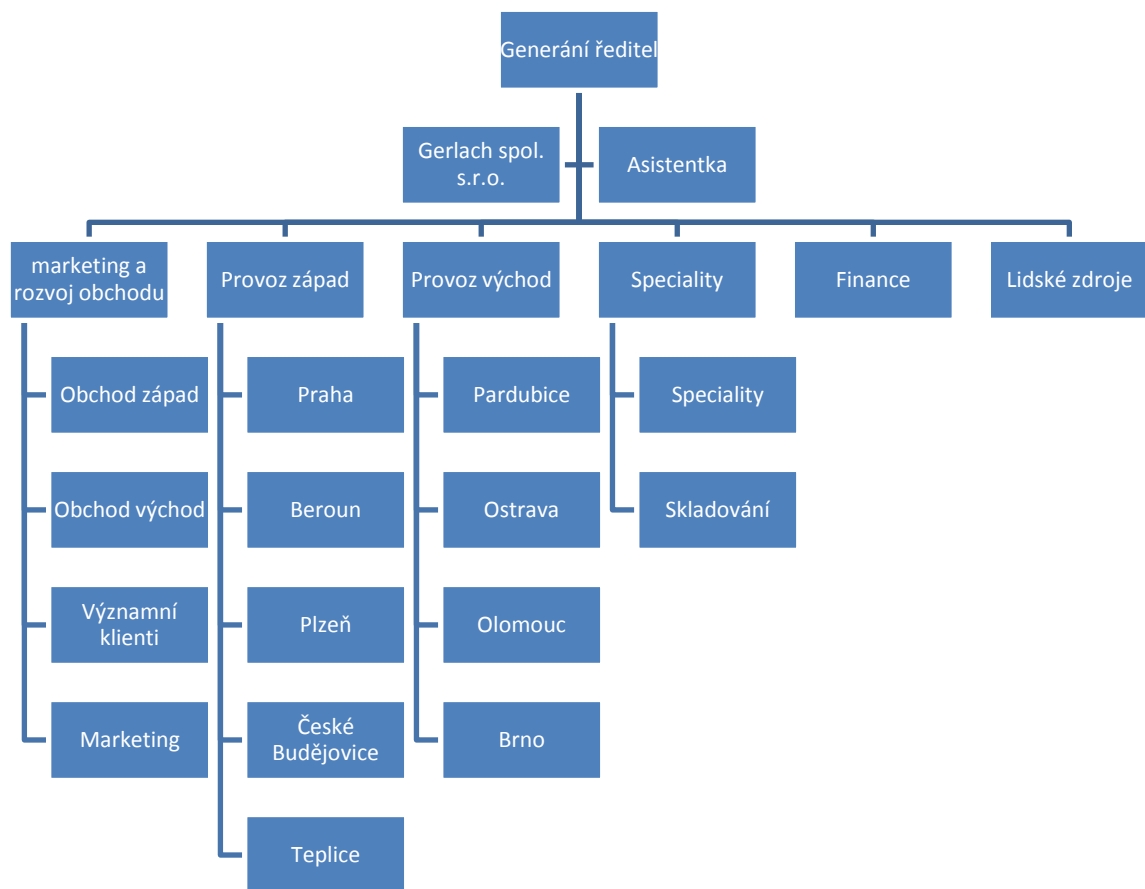 Generání ředitel
Gerlach spol.
s.r.o.
Asistentka
marketing a
rozvoj obchodu
Provoz západ
Provoz východ
Speciality
Finance
Lidské zdroje
Obchod západ
Praha
Pardubice
Speciality
Obchod východ
Beroun
Ostrava
Skladování
Významní
klienti
Plzeň
Olomouc
Marketing
České
Budějovice
Brno
Teplice